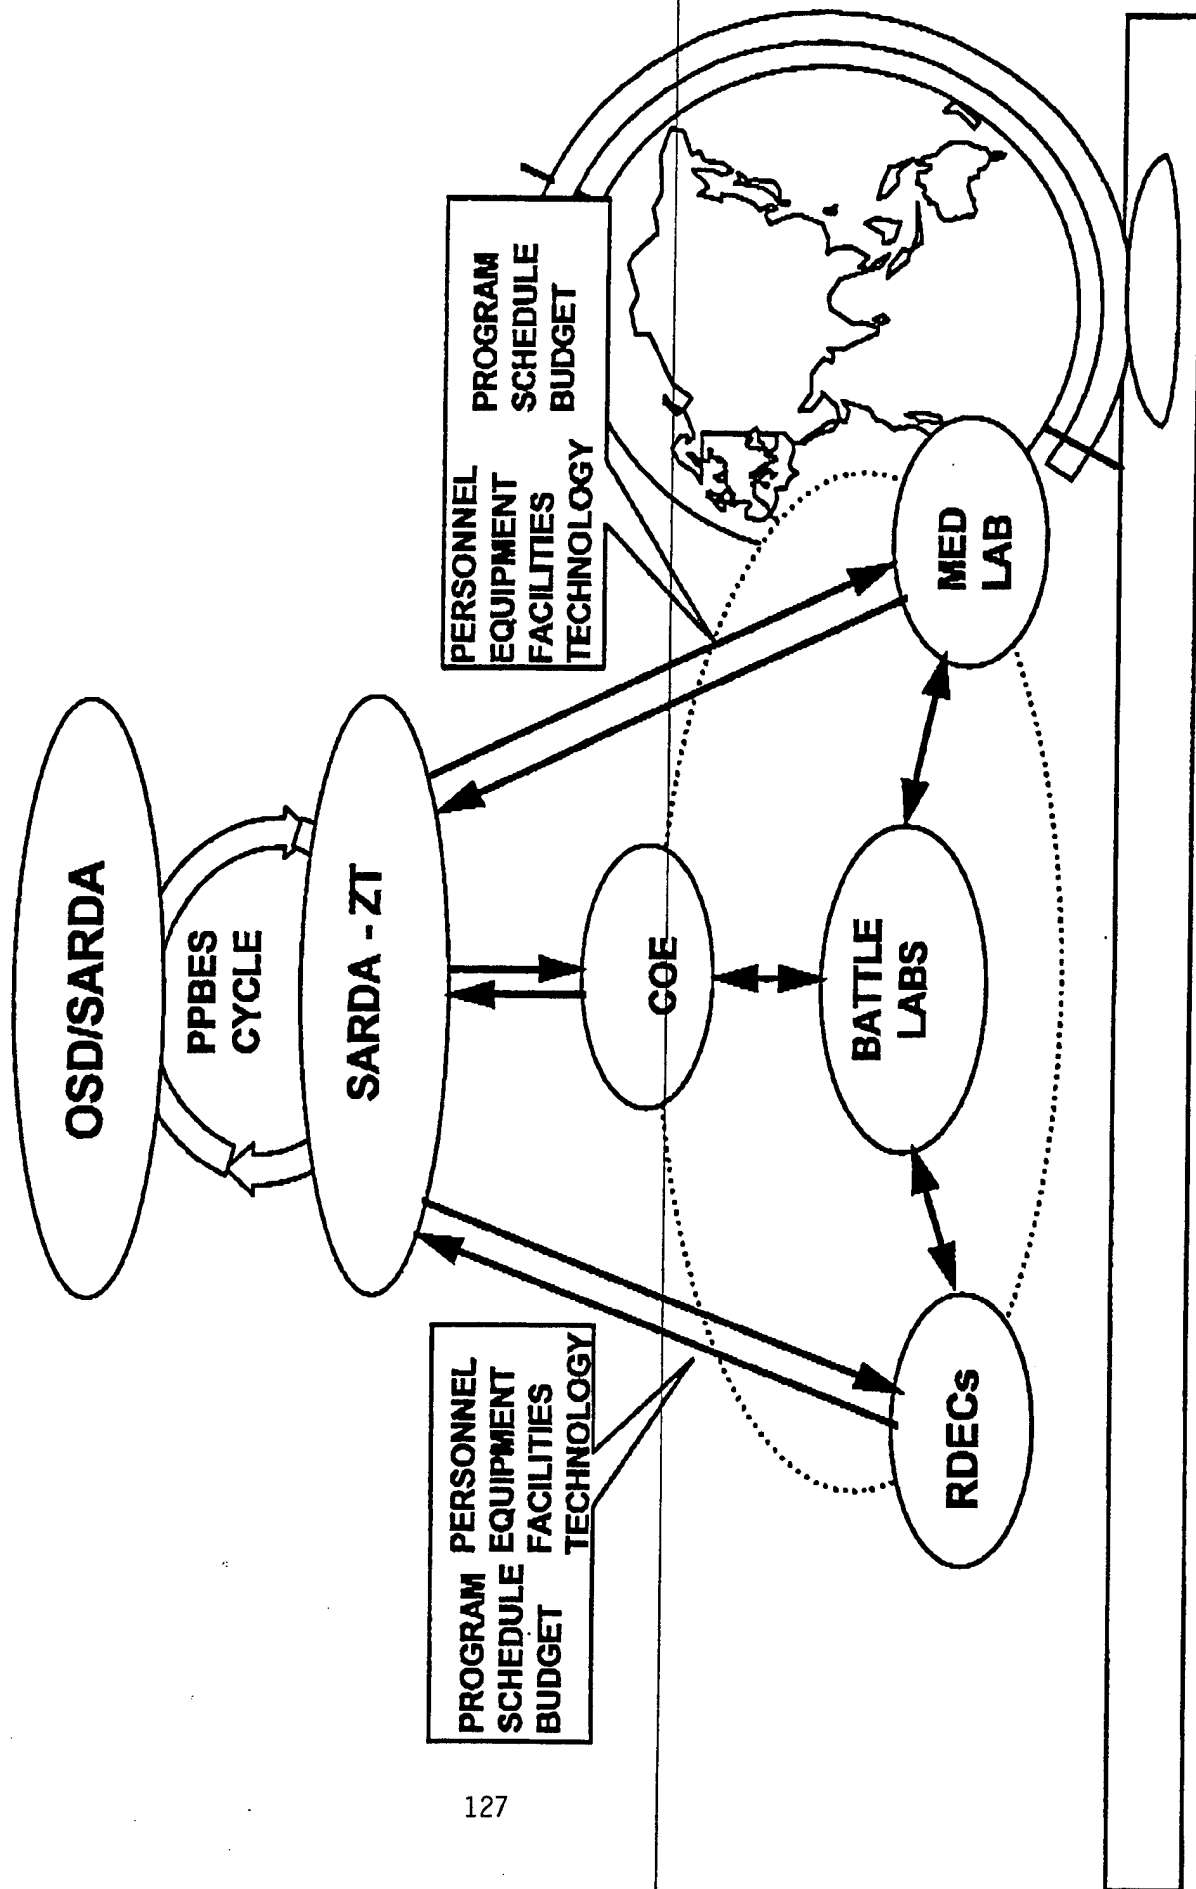 OSD/SARDA
PPBES
CYCLE
SARDA - ZT
PROGRAM PERSONNEL
SCHEDULE EQUIPMENT
BUDGET FACILITIES
TECHNOLOGY
PERSONNEL PROGRAM
EQUIPMENT SCHEDULE
FACILITIES BUDGET
TECHNOLOGY
COE
BATTLE
LABS
RDECs
MED
LAB
127